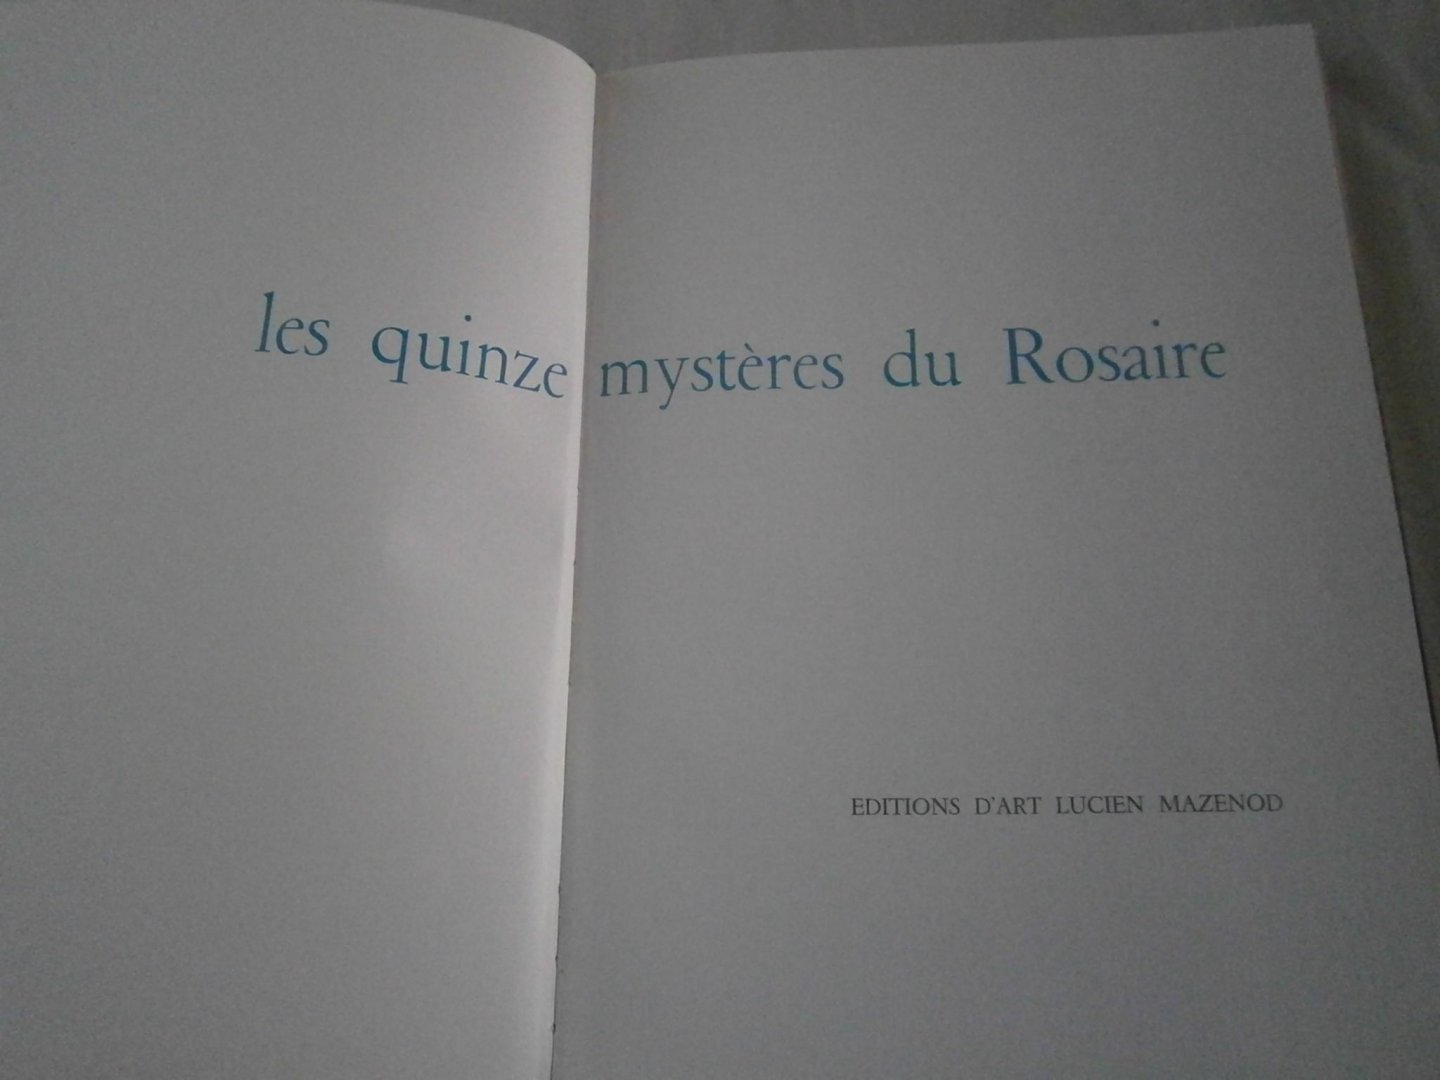 les quinze mystères du Rosaire
EDITIONS D'ART LUCIEN MAZENOD